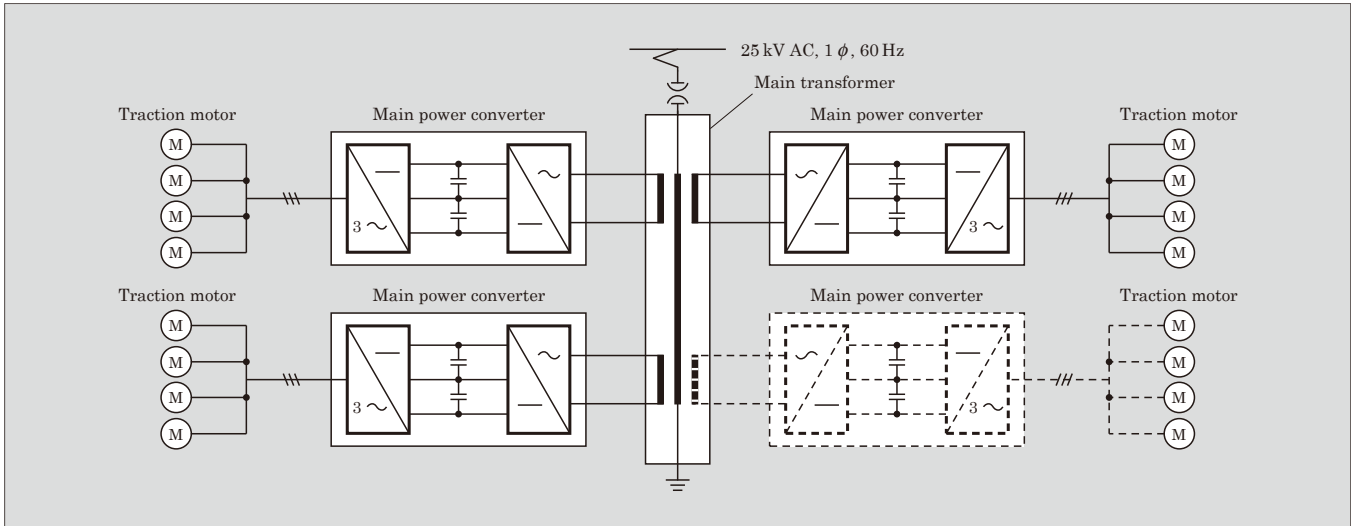 25 kV AC, 1 ϕ, 60 Hz
Main transformer
Traction motor
Main power converter
Main power converter
Traction motor
M
M
M
M
3
3
M
M
M
M
Traction motor
Main power converter
Main power converter
Traction motor
M
M
M
M
3
3
M
M
M
M